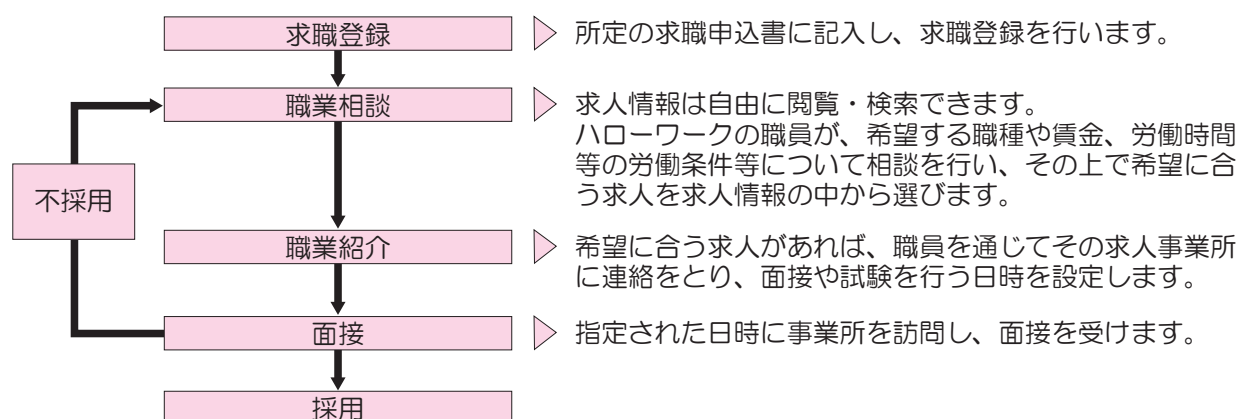 求職登録
所定の求職申込書に記入し、求職登録を行います。
職業相談
求人情報は自由に閲覧・検索できます。
ハローワークの職員が、希望する職種や賃金、労働時間
等の労働条件等について相談を行い、その上で希望に合
う求人を求人情報の中から選びます。
不採用
職業紹介
希望に合う求人があれば、職員を通じてその求人事業所
に連絡をとり、面接や試験を行う日時を設定します。
面接
指定された日時に事業所を訪問し、面接を受けます。
採用